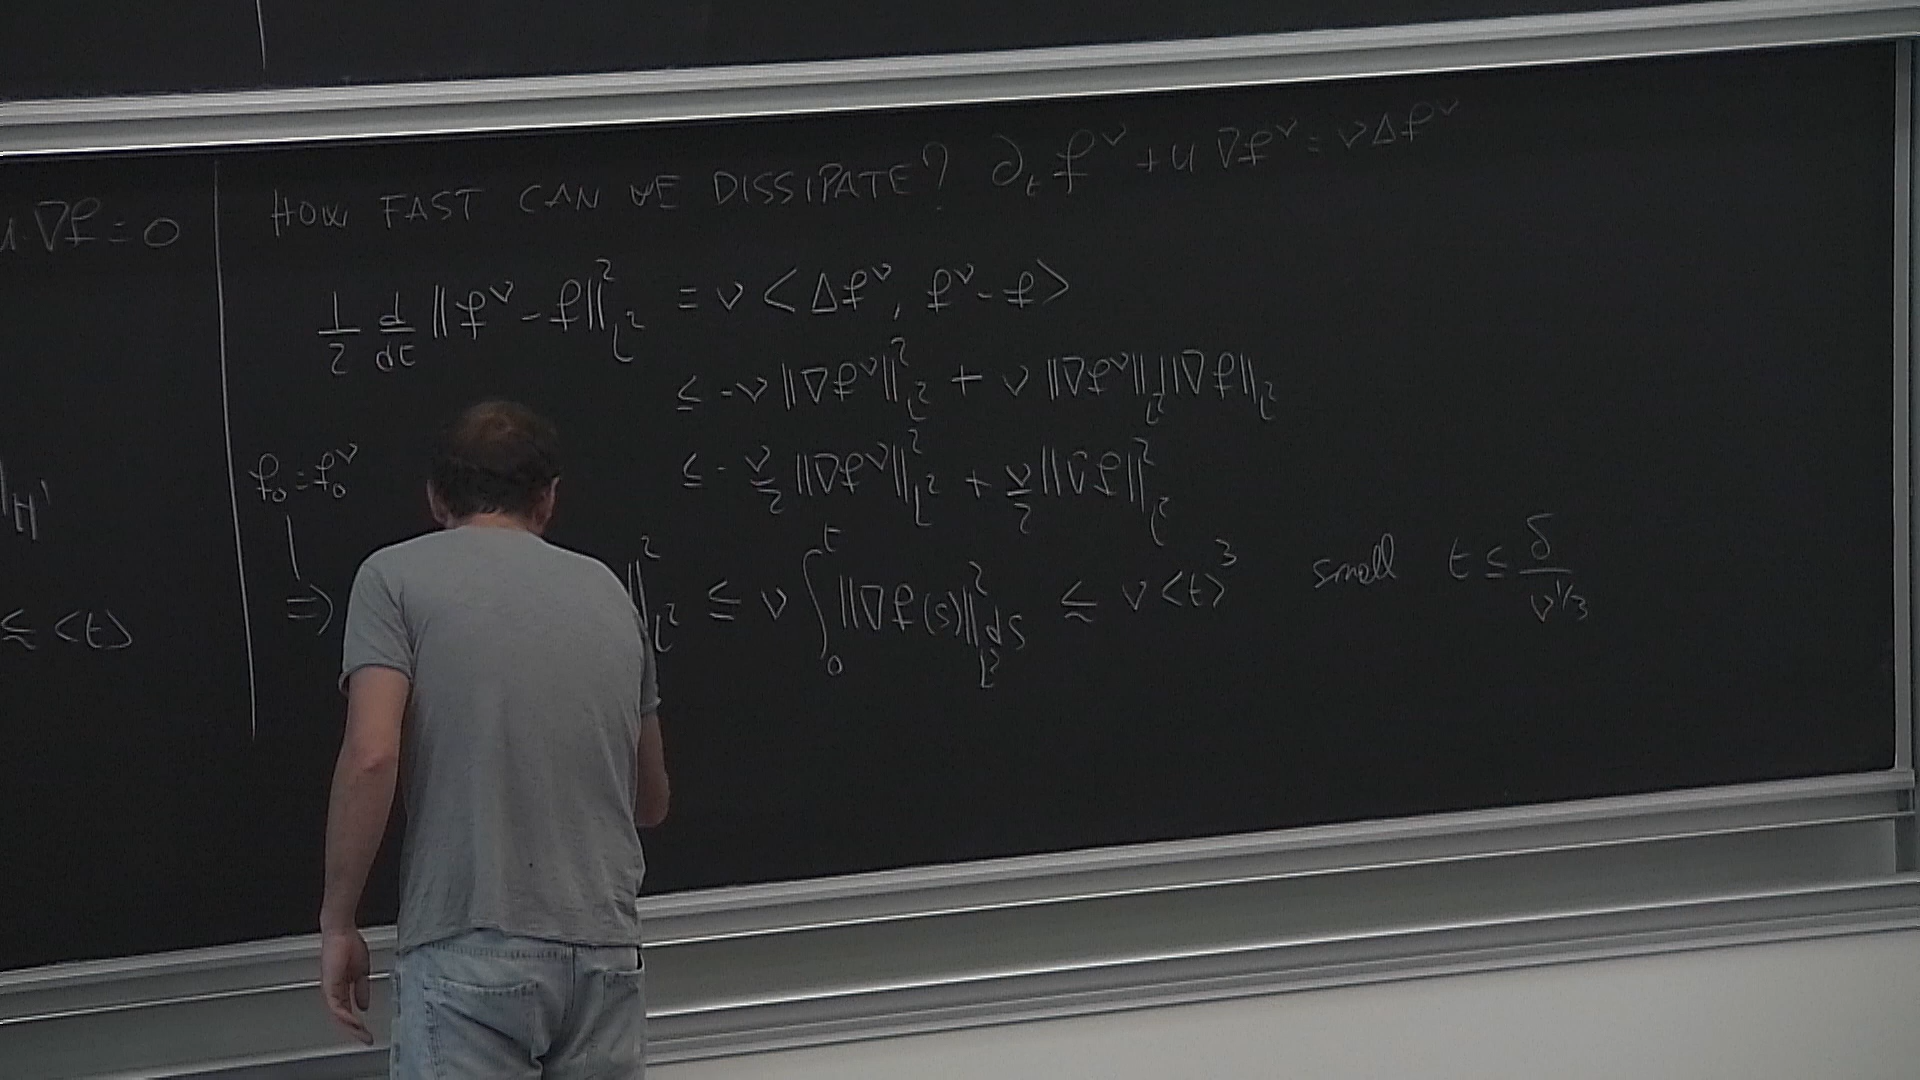 u·∇f=0
‖_{H^1}
≲ <t>
HOW FAST CAN WE DISSIPATE? ∂_t f^ν + u ∇f^ν = νΔf^ν
1/2 d/dt ‖f^ν - f‖²_{L²} = ν <Δf^ν, f^ν - f>
≤ -ν ‖∇f^ν‖²_{L²} + ν ‖∇f^ν‖_{L²} ‖∇f‖_{L²}
f_0 = f_0^ν
≤ - ν/2 ‖∇f^ν‖²_{L²} + ν/2 ‖∇f‖²_{L²}
⇒ ‖²_{L²} ≤ ν ∫_0^t ‖∇f(s)‖²_{L²} ds ≲ ν <t>³ small t ≤ δ/ν^{1/3}